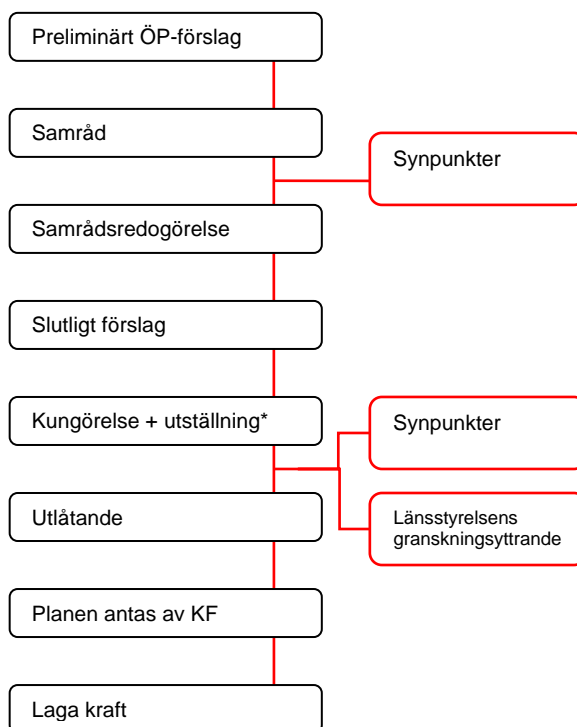 Preliminärt ÖP-förslag
Samråd
Synpunkter
Samrådsredogörelse
Slutligt förslag
Kungörelse + utställning*
Synpunkter
Utlåtande
Länsstyrelsens
granskningsyttrande
Planen antas av KF
Laga kraft